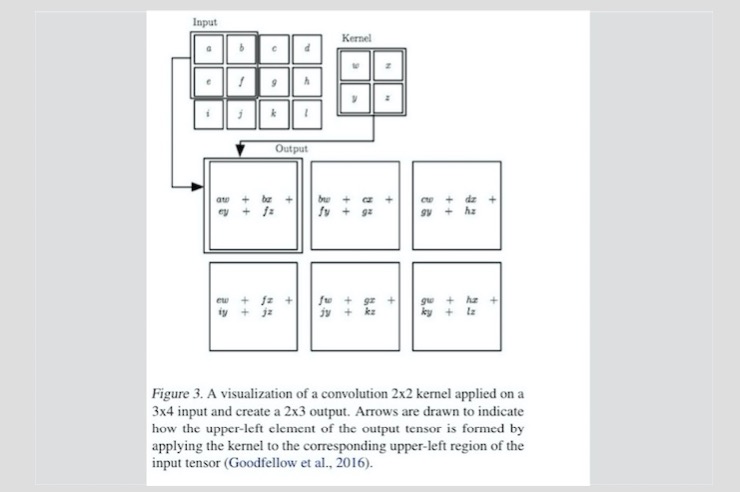 Input
Kernel
a b c d
w x
e f g h
y z
i j k l
Output
aw + bx +
ey + fz
bw + cx +
fy + gz
cw + dx +
gy + hz
ew + fx +
iy + jz
fw + gx +
jy + kz
gw + hx +
ky + lz
Figure 3. A visualization of a convolution 2x2 kernel applied on a
3x4 input and create a 2x3 output. Arrows are drawn to indicate
how the upper-left element of the output tensor is formed by
applying the kernel to the corresponding upper-left region of the
input tensor (Goodfellow et al., 2016).